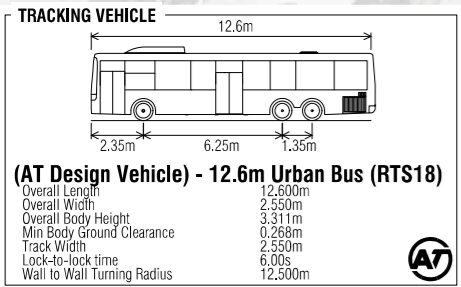 TRACKING VEHICLE
12.6m
2.35m 6.25m 1.35m
(AT Design Vehicle) - 12.6m Urban Bus (RTS18)
Overall Length 12.600m
Overall Width 2.550m
Overall Body Height 3.311m
Min Body Ground Clearance 0.268m
Track Width 2.550m
Lock-to-lock time 6.00s
Wall to Wall Turning Radius 12.500m
AT